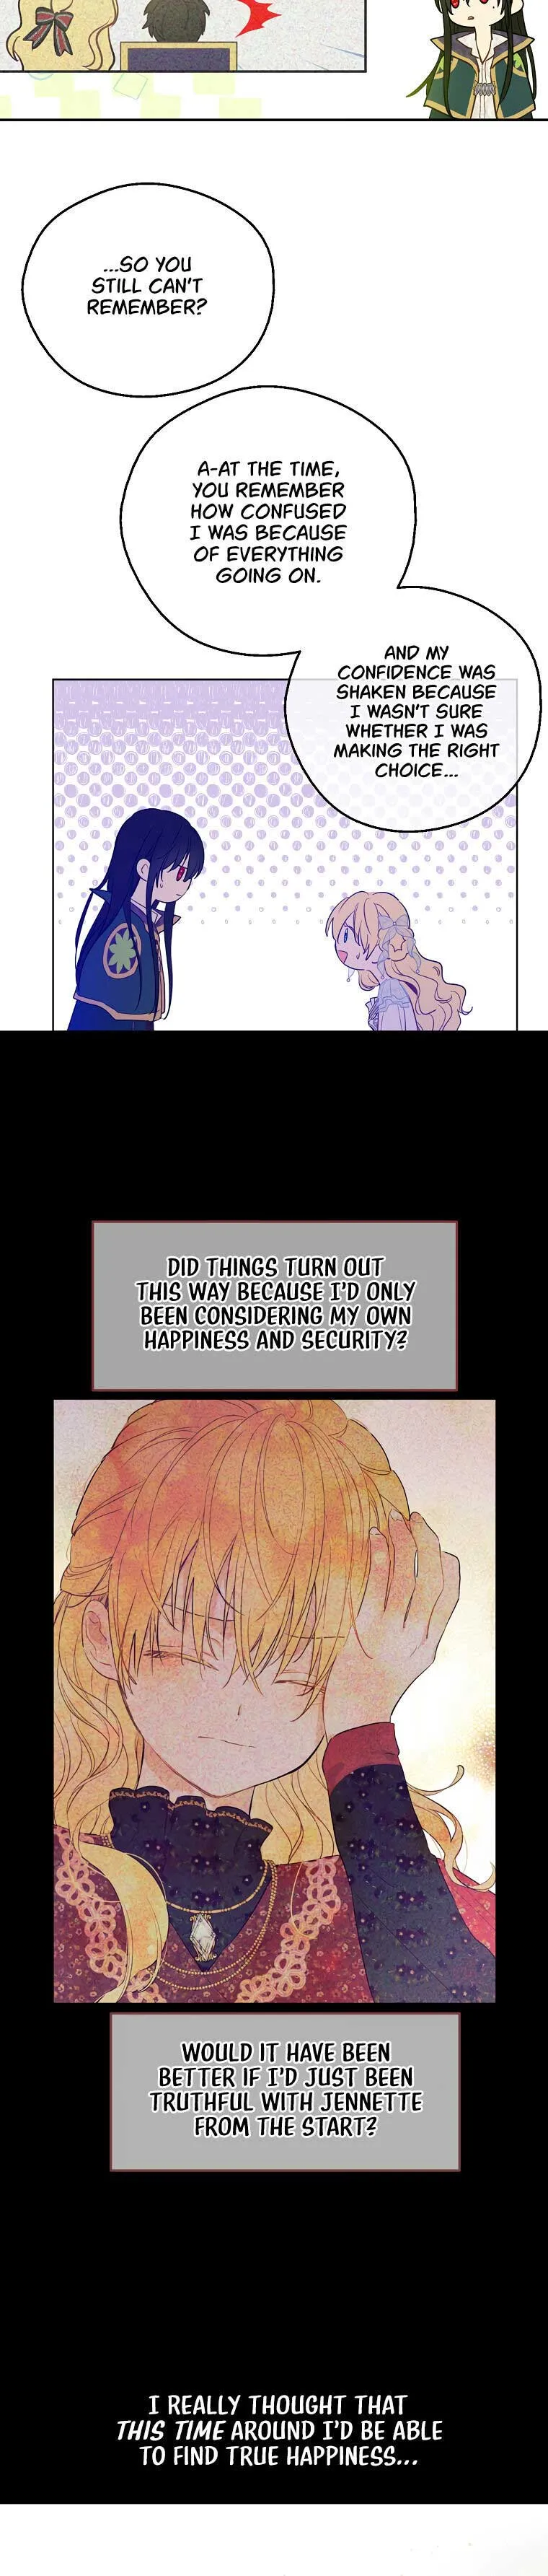 ...SO YOU
STILL CAN'T
REMEMBER?
A-AT THE TIME,
YOU REMEMBER
HOW CONFUSED
I WAS BECAUSE
OF EVERYTHING
GOING ON.
AND MY
CONFIDENCE WAS
SHAKEN BECAUSE
I WASN'T SURE
WHETHER I WAS
MAKING THE RIGHT
CHOICE...
DID THINGS TURN OUT
THIS WAY BECAUSE I'D ONLY
BEEN CONSIDERING MY OWN
HAPPINESS AND SECURITY?
WOULD IT HAVE BEEN
BETTER IF I'D JUST BEEN
TRUTHFUL WITH JENNETTE
FROM THE START?
I REALLY THOUGHT THAT
THIS TIME AROUND I'D BE ABLE
TO FIND TRUE HAPPINESS...